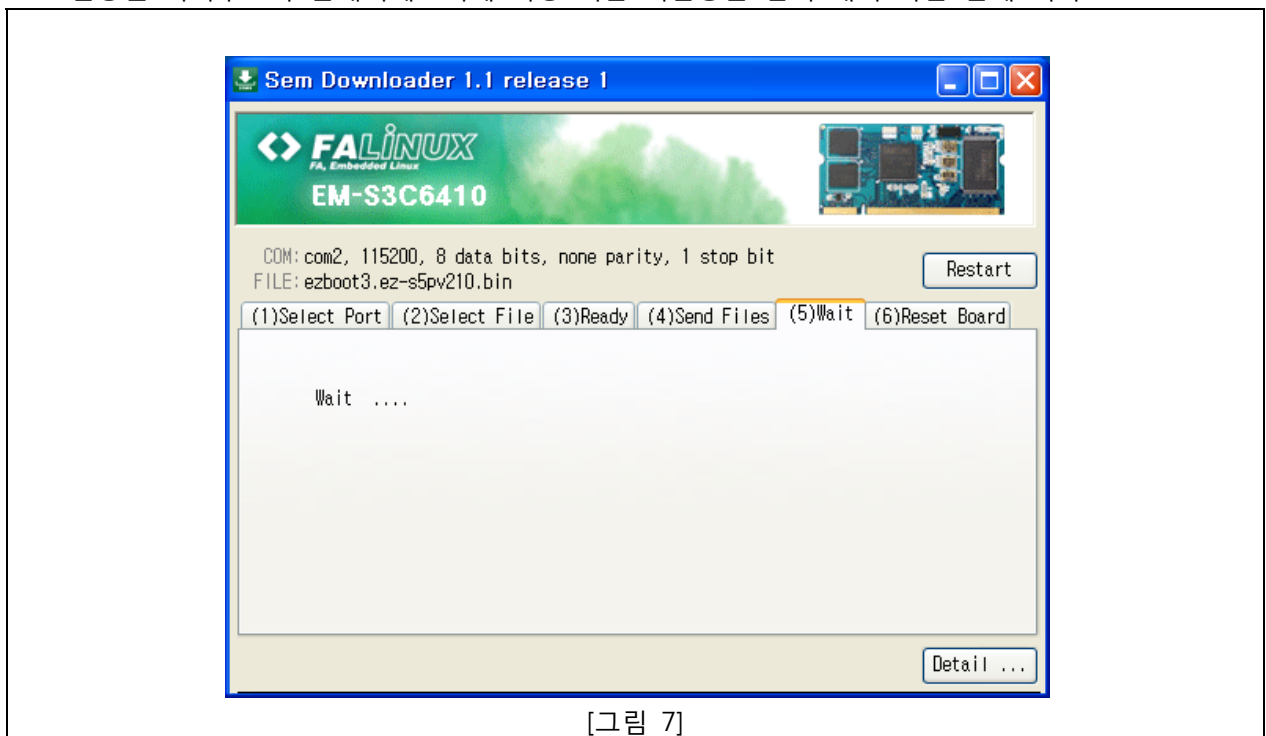 Sem Downloader 1.1 release 1
FALINUX
FA, Embedded Linux
EM-S3C6410
COM: com2, 115200, 8 data bits, none parity, 1 stop bit
FILE: ezboot3.ez-s5pv210.bin
Restart
(1)Select Port (2)Select File (3)Ready (4)Send Files (5)Wait (6)Reset Board
Wait ....
Detail ...
[그림 7]